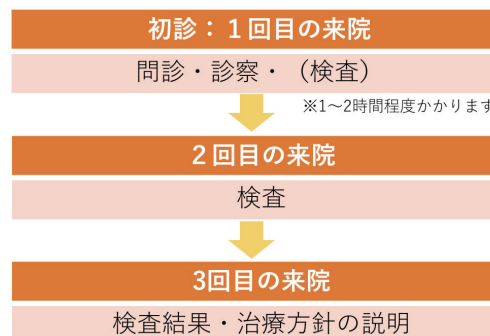 初診：１回目の来院
問診・診察・（検査）
※1～2時間程度かかります
２回目の来院
検査
3回目の来院
検査結果・治療方針の説明